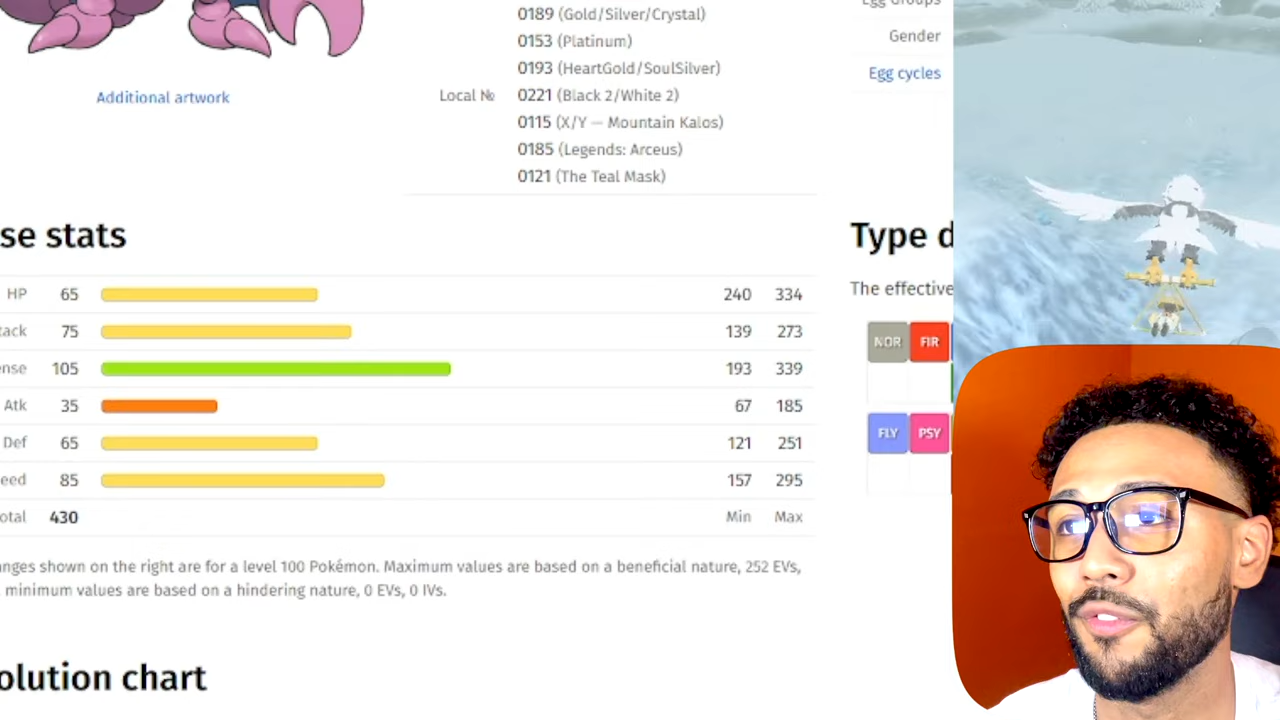 0189 (Gold/Silver/Crystal)
0153 (Platinum)
0193 (HeartGold/SoulSilver)
Local № 0221 (Black 2/White 2)
0115 (X/Y — Mountain Kalos)
0185 (Legends: Arceus)
0121 (The Teal Mask)
Additional artwork
Egg Groups
Gender
Egg cycles
se stats
HP 65 240 334
tack 75 139 273
ense 105 193 339
Atk 35 67 185
Def 65 121 251
eed 85 157 295
otal 430 Min Max
anges shown on the right are for a level 100 Pokémon. Maximum values are based on a beneficial nature, 252 EVs,
minimum values are based on a hindering nature, 0 EVs, 0 IVs.
olution chart
Type d
The effective
NOR FIR
FLY PSY